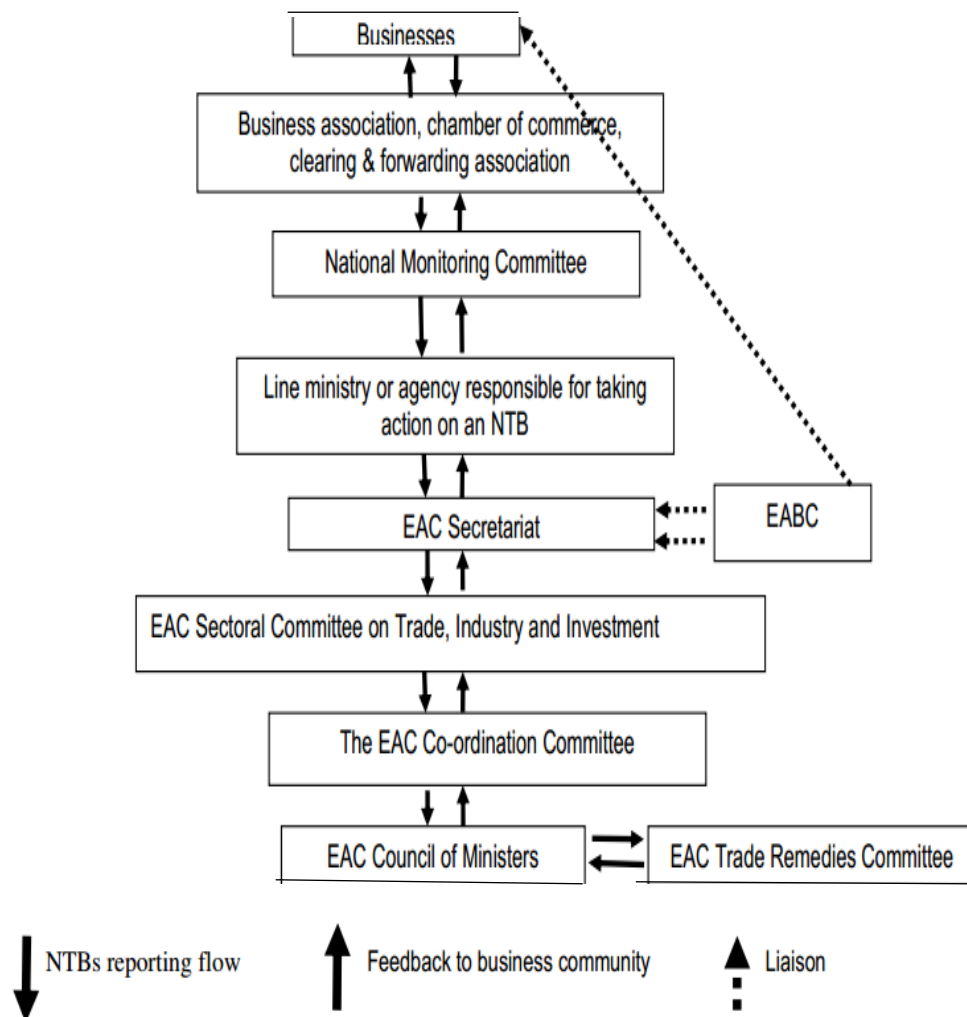 Businesses
Business association, chamber of commerce,
clearing & forwarding association
National Monitoring Committee
Line ministry or agency responsible for taking
action on an NTB
EAC Secretariat
EABC
EAC Sectoral Committee on Trade, Industry and Investment
The EAC Co-ordination Committee
EAC Council of Ministers
EAC Trade Remedies Committee
NTBs reporting flow
Feedback to business community
Liaison